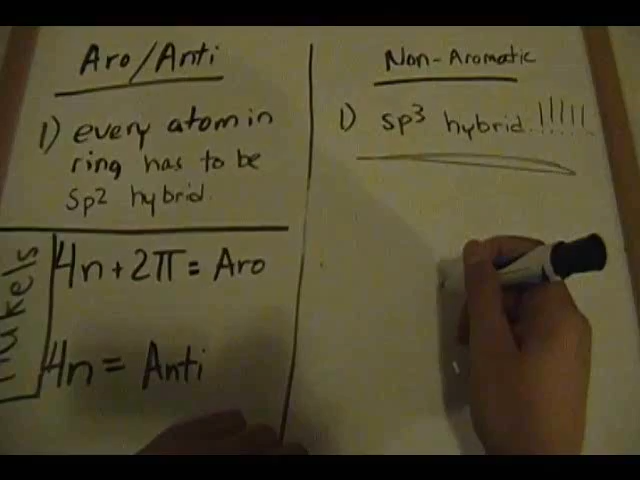 Aro/Anti
1) every atom in
ring has to be
sp2 hybrid.
4n+2π = Aro
4n = Anti
Non-Aromatic
1) sp3 hybrid.!!!!!